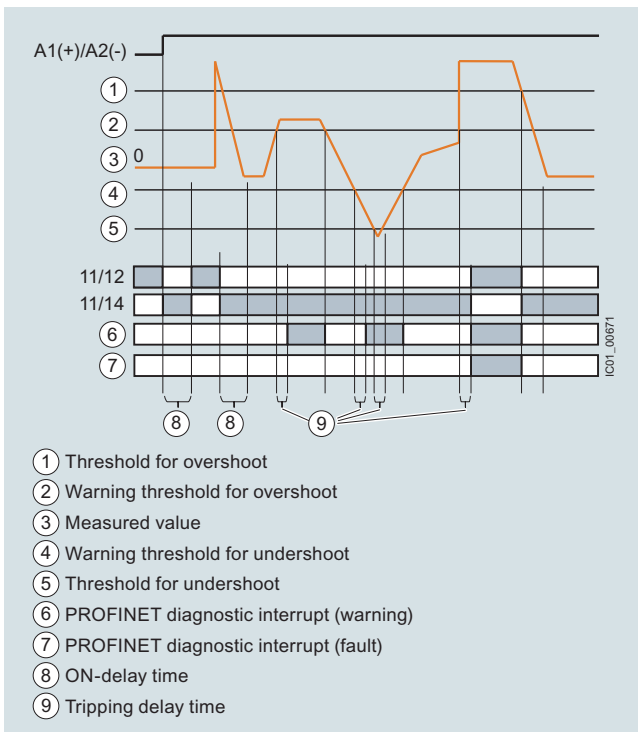 A1(+)/A2(-)
1
2
3 0
4
5
11/12
11/14
6
7
IC01_00671
8 8 9
1 Threshold for overshoot
2 Warning threshold for overshoot
3 Measured value
4 Warning threshold for undershoot
5 Threshold for undershoot
6 PROFINET diagnostic interrupt (warning)
7 PROFINET diagnostic interrupt (fault)
8 ON-delay time
9 Tripping delay time